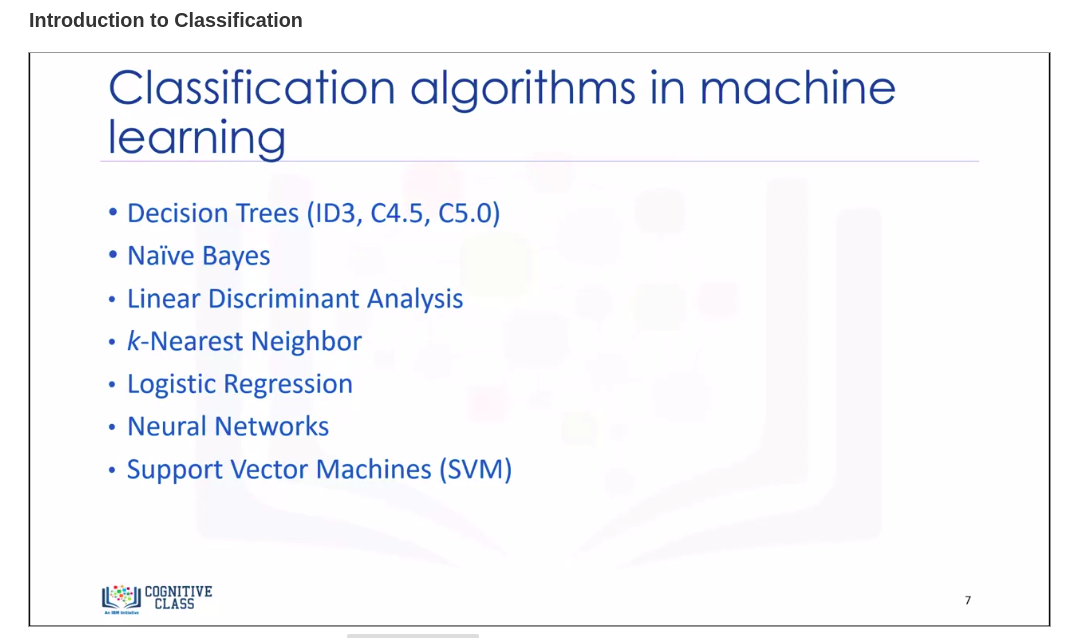 Introduction to Classification
Classification algorithms in machine
learning
• Decision Trees (ID3, C4.5, C5.0)
• Naïve Bayes
• Linear Discriminant Analysis
• k-Nearest Neighbor
• Logistic Regression
• Neural Networks
• Support Vector Machines (SVM)
COGNITIVE
CLASS
An IBM Initiative
7